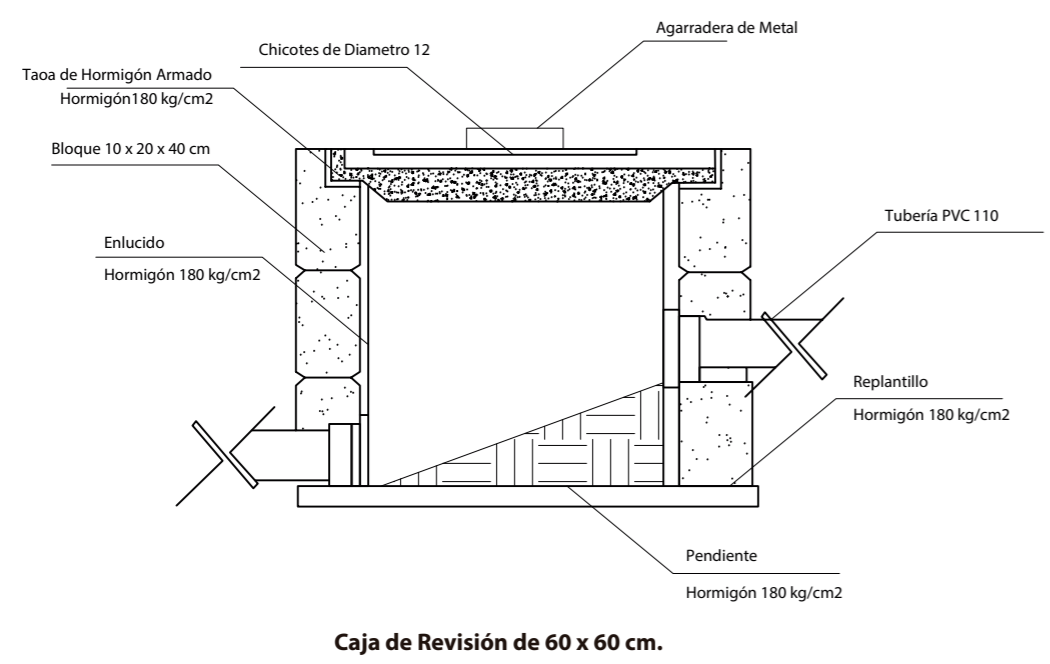 Agarradera de Metal
Chicotes de Diametro 12
Taoa de Hormigón Armado
Hormigón180 kg/cm2
Bloque 10 x 20 x 40 cm
Tubería PVC 110
Enlucido
Hormigón 180 kg/cm2
Replantillo
Hormigón 180 kg/cm2
Pendiente
Hormigón 180 kg/cm2
Caja de Revisión de 60 x 60 cm.